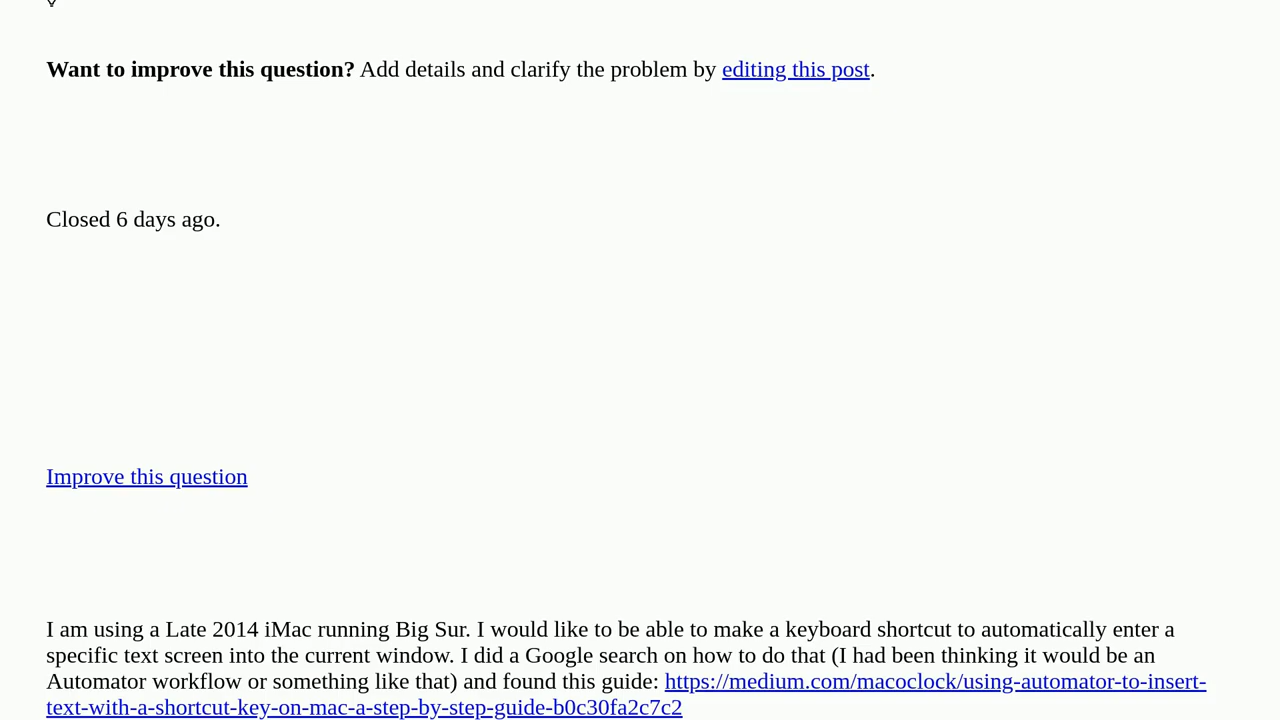 Want to improve this question? Add details and clarify the problem by editing this post.
Closed 6 days ago.
Improve this question
I am using a Late 2014 iMac running Big Sur. I would like to be able to make a keyboard shortcut to automatically enter a
specific text screen into the current window. I did a Google search on how to do that (I had been thinking it would be an
Automator workflow or something like that) and found this guide: https://medium.com/macoclock/using-automator-to-insert-
text-with-a-shortcut-key-on-mac-a-step-by-step-guide-b0c30fa2c7c2